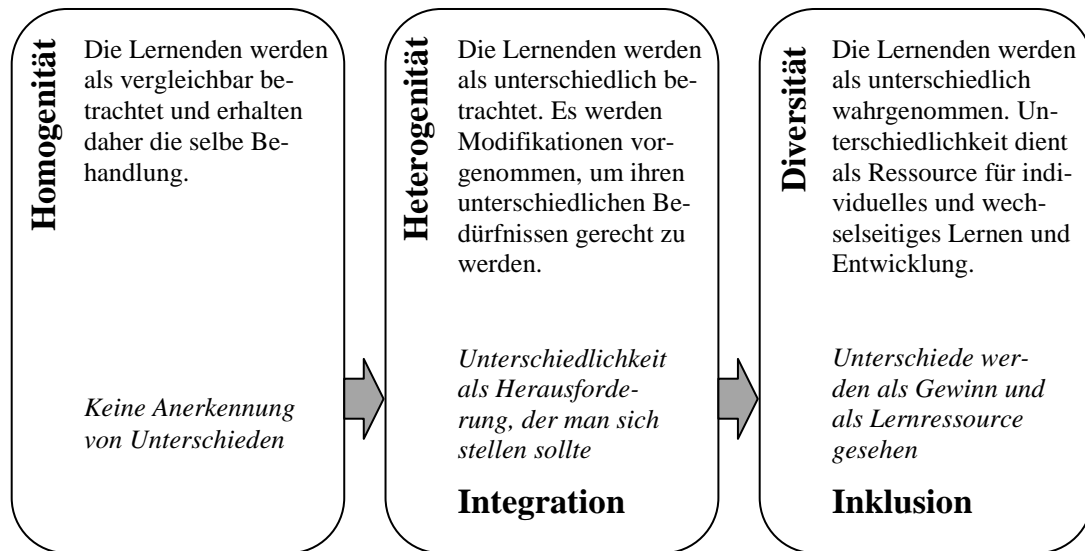 Homogenität
Die Lernenden werden
als vergleichbar be-
trachtet und erhalten
daher die selbe Be-
handlung.
Keine Anerkennung
von Unterschieden
Heterogenität
Die Lernenden werden
als unterschiedlich be-
trachtet. Es werden
Modifikationen vor-
genommen, um ihren
unterschiedlichen Be-
dürfnissen gerecht zu
werden.
Unterschiedlichkeit
als Herausforde-
rung, der man sich
stellen sollte
Integration
Diversität
Die Lernenden werden
als unterschiedlich
wahrgenommen. Un-
terschiedlichkeit dient
als Ressource für indi-
viduelles und wech-
selseitiges Lernen und
Entwicklung.
Unterschiede wer-
den als Gewinn und
als Lernressource
gesehen
Inklusion